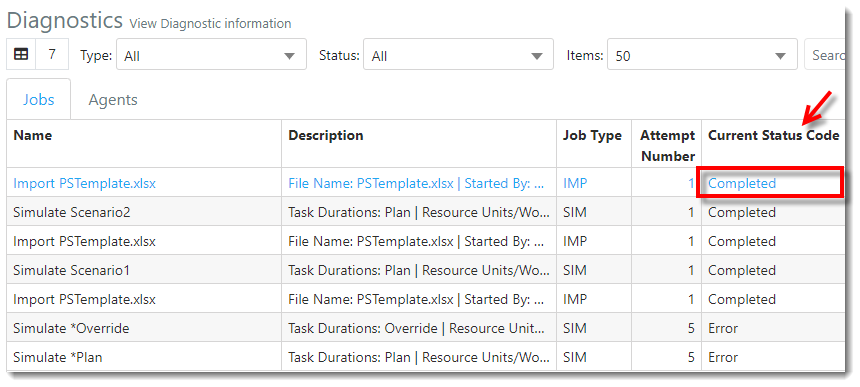 Diagnostics View Diagnostic information
7 Type: All Status: All Items: 50 Searc
Jobs Agents
Name Description Job Type Attempt Number Current Status Code
Import PSTemplate.xlsx File Name: PSTemplate.xlsx | Started By: ... IMP 1 Completed
Simulate Scenario2 Task Durations: Plan | Resource Units/Wo... SIM 1 Completed
Import PSTemplate.xlsx File Name: PSTemplate.xlsx | Started By: ... IMP 1 Completed
Simulate Scenario1 Task Durations: Plan | Resource Units/Wo... SIM 1 Completed
Import PSTemplate.xlsx File Name: PSTemplate.xlsx | Started By: ... IMP 1 Completed
Simulate *Override Task Durations: Override | Resource Unit... SIM 5 Error
Simulate *Plan Task Durations: Plan | Resource Units/Wo... SIM 5 Error